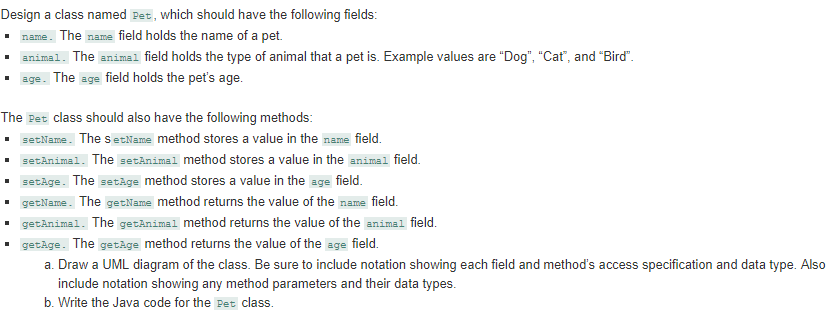 Design a class named Pet, which should have the following fields:
▪ name. The name field holds the name of a pet.
▪ animal. The animal field holds the type of animal that a pet is. Example values are “Dog”, “Cat”, and “Bird”.
▪ age. The age field holds the pet’s age.
The Pet class should also have the following methods:
▪ setName. The setName method stores a value in the name field.
▪ setAnimal. The setAnimal method stores a value in the animal field.
▪ setAge. The setAge method stores a value in the age field.
▪ getName. The getName method returns the value of the name field.
▪ getAnimal. The getAnimal method returns the value of the animal field.
▪ getAge. The getAge method returns the value of the age field.
a. Draw a UML diagram of the class. Be sure to include notation showing each field and method’s access specification and data type. Also
include notation showing any method parameters and their data types.
b. Write the Java code for the Pet class.